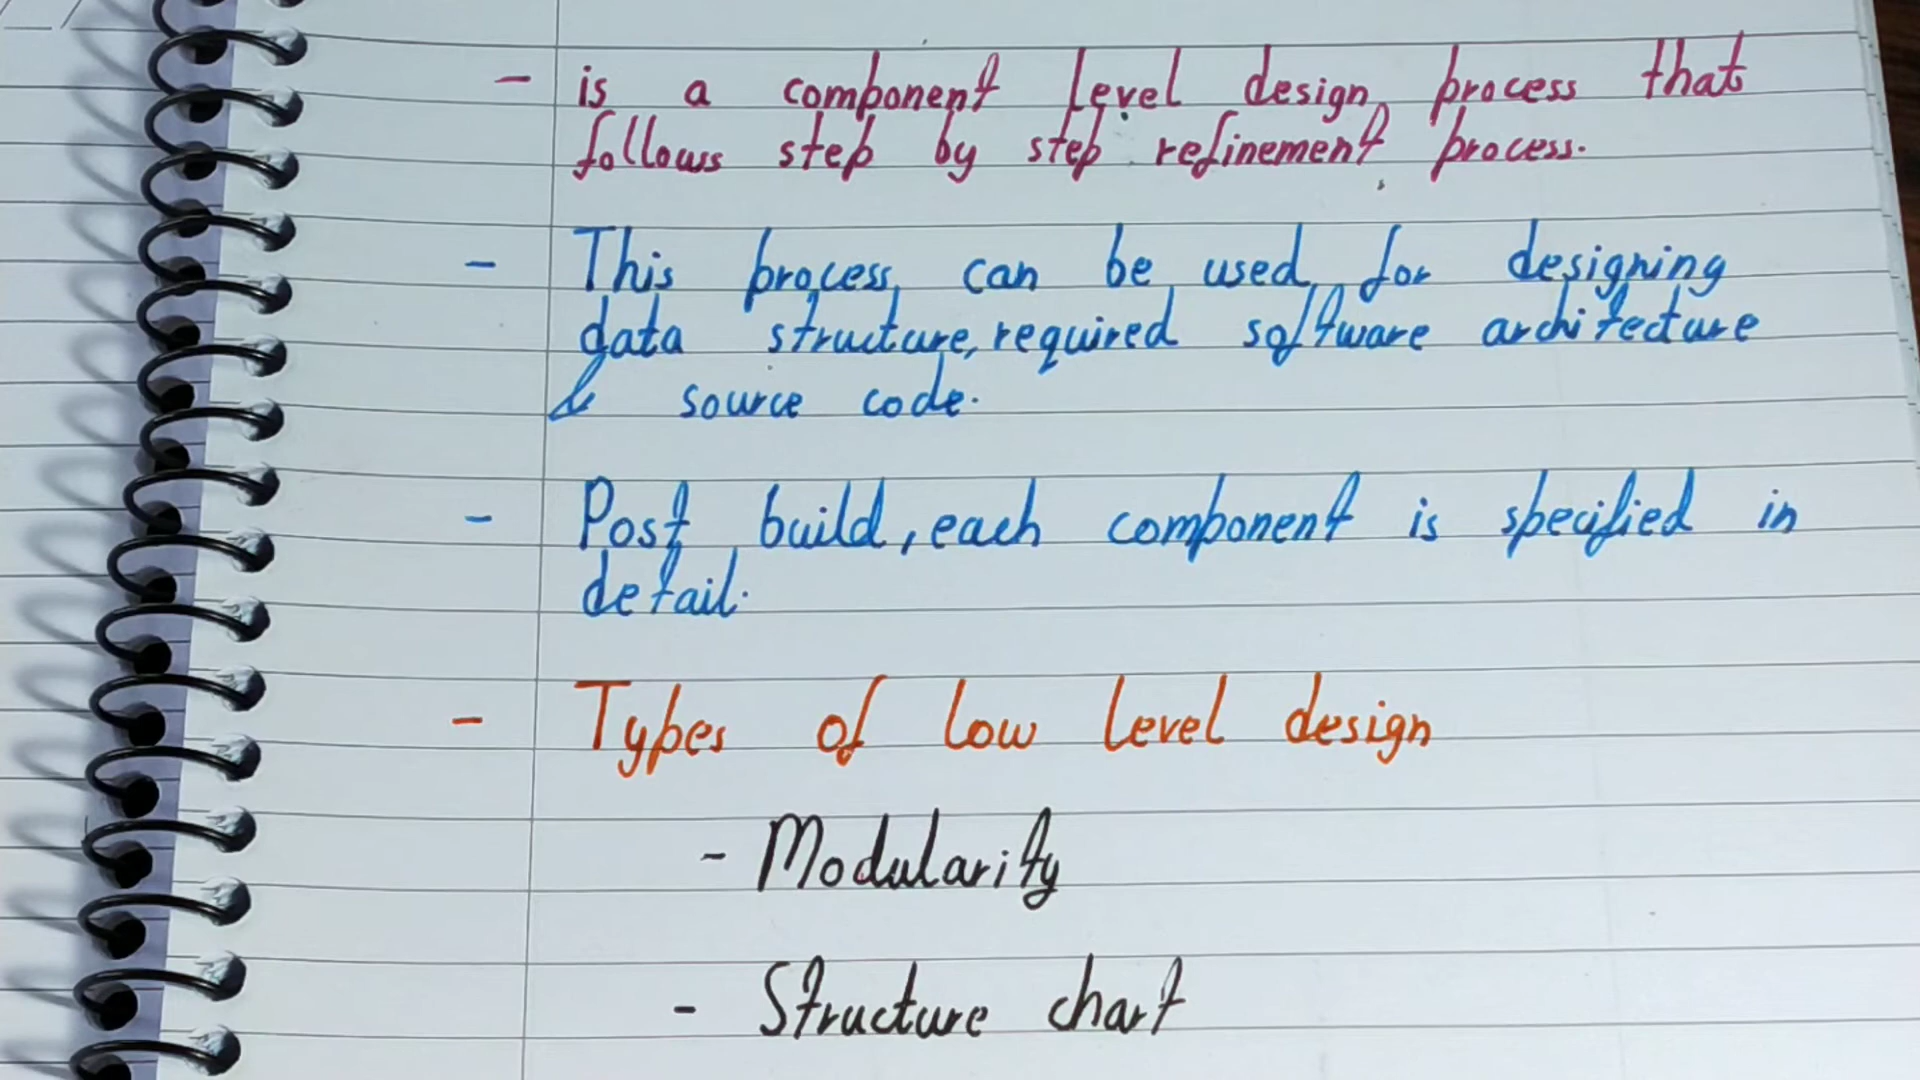 - is a component level design process that
follows step by step refinement process.
- This process can be used for designing
data structure, required software architecture
& source code.
- Post build, each component is specified in
detail.
- Types of low level design
- Modularity
- Structure chart